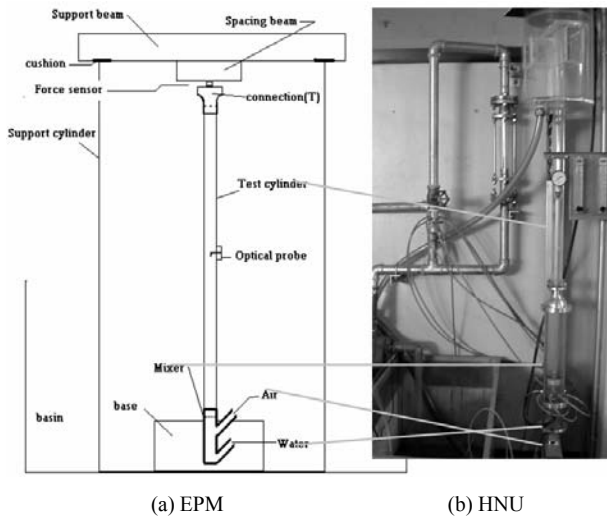 Support beam
Spacing beam
cushion
Force sensor
connection(T)
Support cylinder
Test cylinder
Optical probe
Mixer
Air
basin
base
Water
(a) EPM
(b) HNU